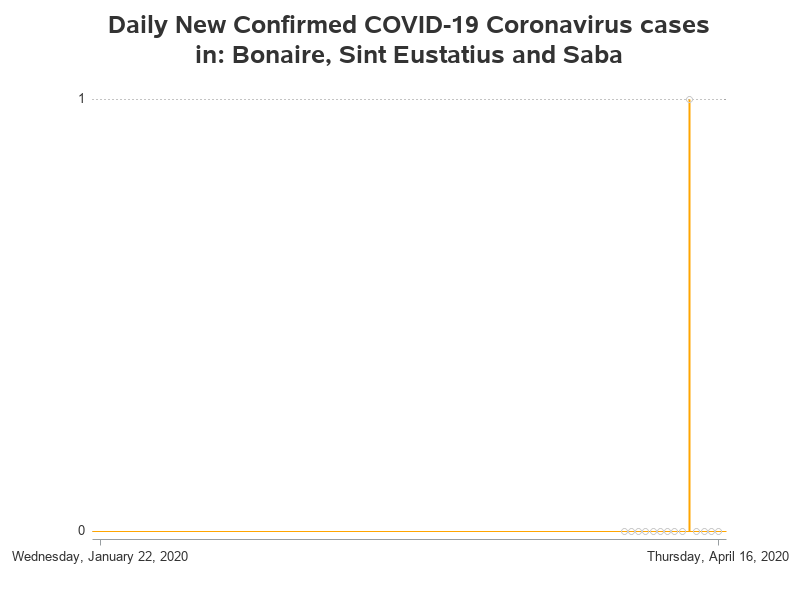 Daily New Confirmed COVID-19 Coronavirus cases
in: Bonaire, Sint Eustatius and Saba
1
0
Wednesday, January 22, 2020
Thursday, April 16, 2020